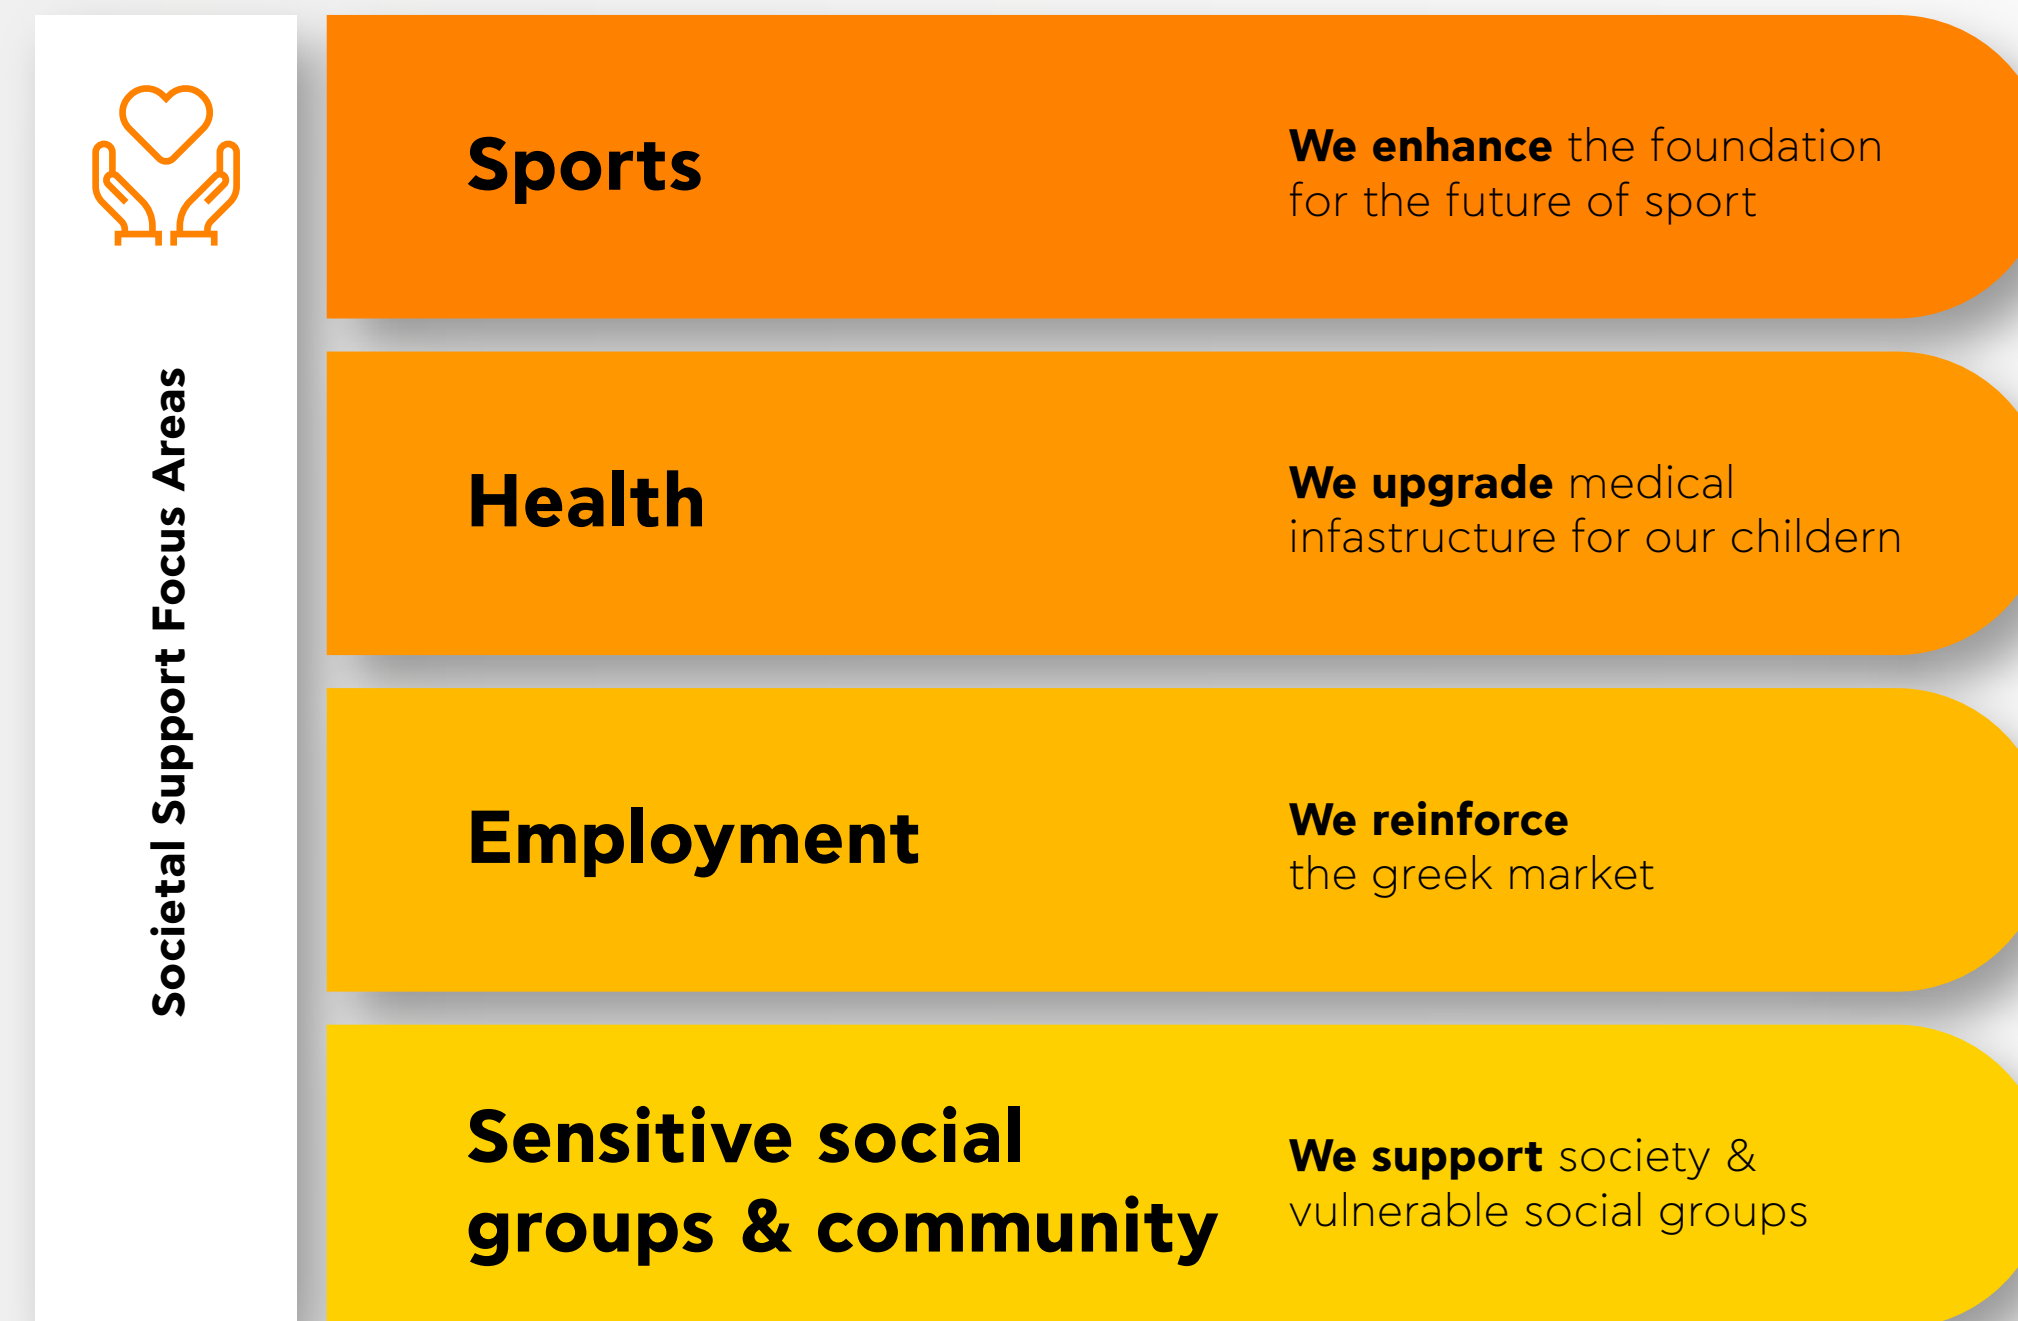 Societal Support Focus Areas
Sports
We enhance the foundation
for the future of sport
Health
We upgrade medical
infastructure for our childern
Employment
We reinforce
the greek market
Sensitive social
groups & community
We support society &
vulnerable social groups